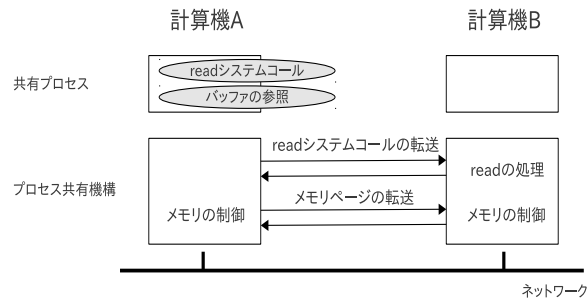 計算機A
計算機B
共有プロセス
readシステムコール
バッファの参照
readシステムコールの転送
readの処理
プロセス共有機構
メモリページの転送
メモリの制御
メモリの制御
ネットワーク